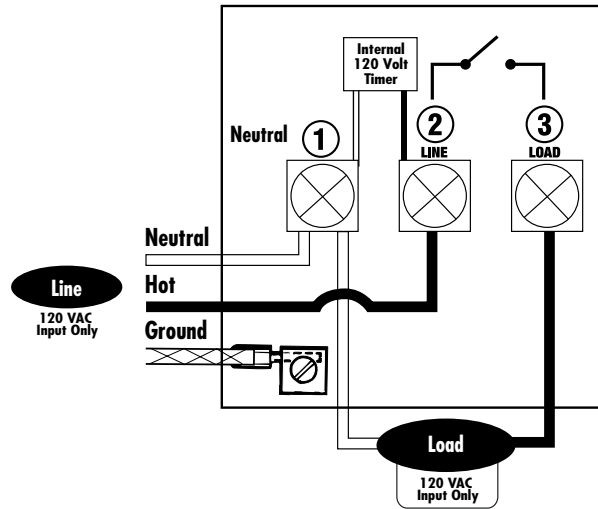 Internal
120 Volt
Timer
Neutral
1
2
3
LINE
LOAD
Neutral
Line
Hot
120 VAC
Input Only
Ground
Load
120 VAC
Input Only